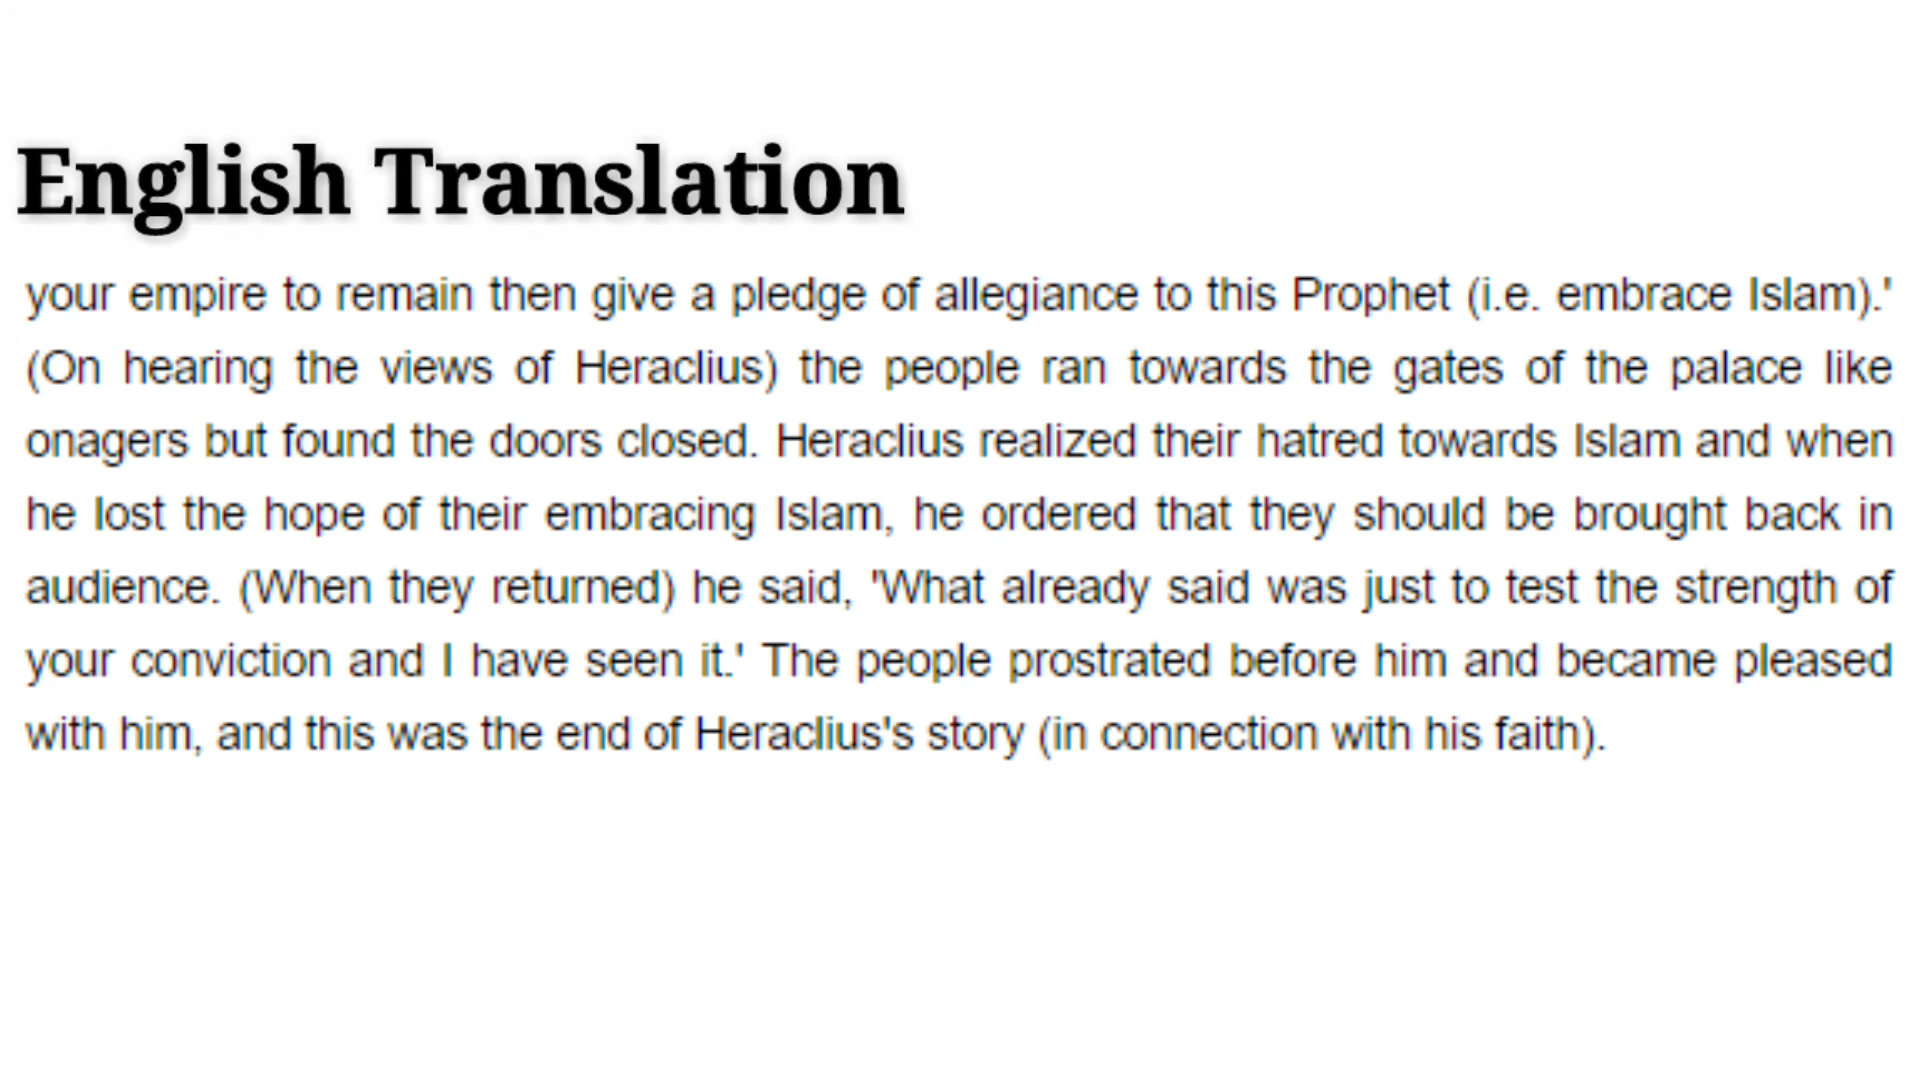 English Translation
your empire to remain then give a pledge of allegiance to this Prophet (i.e. embrace Islam).'
(On hearing the views of Heraclius) the people ran towards the gates of the palace like
onagers but found the doors closed. Heraclius realized their hatred towards Islam and when
he lost the hope of their embracing Islam, he ordered that they should be brought back in
audience. (When they returned) he said, 'What already said was just to test the strength of
your conviction and I have seen it.' The people prostrated before him and became pleased
with him, and this was the end of Heraclius's story (in connection with his faith).